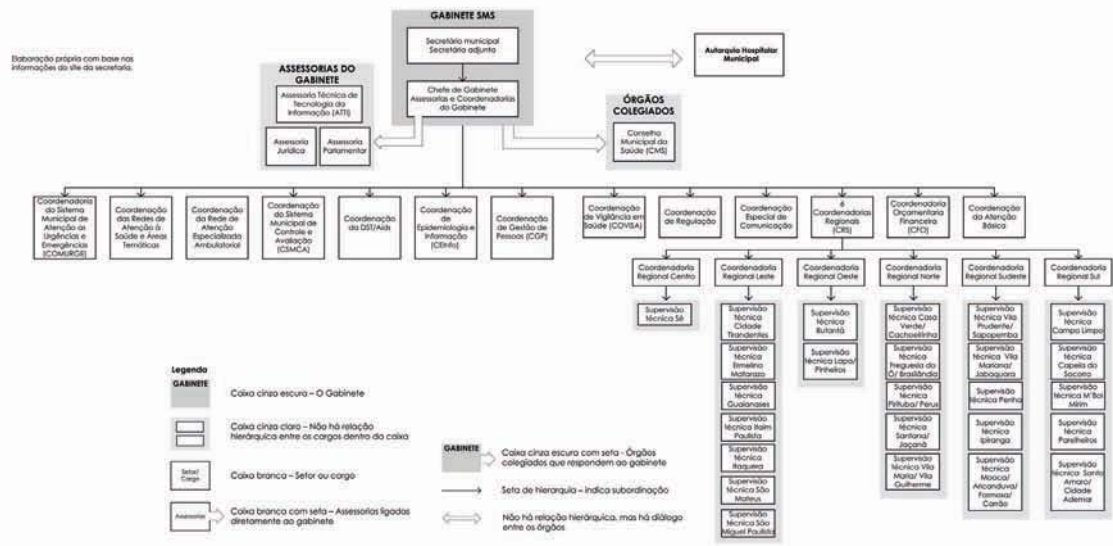 GABINETE SMS
Secretário municipal
Secretária adjunta
Chefe de Gabinete
Assessorias e Coordenadorias
do Gabinete
Autarquia Hospitalar
Municipal
Elaboração própria com base nas
informações do site da secretaria.
ASSESSORIAS DO
GABINETE
Assessoria Técnica de
Tecnologia da
Informação (ATTI)
Assessoria
Jurídica
Assessoria
Parlamentar
ÓRGÃOS
COLEGIADOS
Conselho
Municipal da
Saúde (CMS)
Coordenadoria
do Sistema
Municipal de
Atenção às
Urgências e
Emergências
(COMURGE)
Coordenação
das Redes de
Atenção à
Saúde e Áreas
Temáticas
Coordenação
da Rede de
Atenção
Especializada
Ambulatorial
Coordenação
do Sistema
Municipal de
Controle e
Avaliação
(CSMCA)
Coordenação
da DST/Aids
Coordenação
de
Epidemiologia e
Informação
(CEInfo)
Coordenação
de Gestão de
Pessoas (CGP)
Coordenação
de Vigilância em
Saúde (COVISA)
Coordenação
de Regulação
Coordenação
Especial de
Comunicação
6
Coordenadorias
Regionais
(CRS)
Coordenadoria
Orçamentaria
Financeira
(CFO)
Coordenação
da Atenção
Básica
Coordenadoria
Regional Centro
Coordenadoria
Regional Leste
Coordenadoria
Regional Oeste
Coordenadoria
Regional Norte
Coordenadoria
Regional Sudeste
Coordenadoria
Regional Sul
Supervisão
técnica Sé
Supervisão
técnica
Cidade
Tiradentes
Supervisão
técnica
Ermelino
Matarazo
Supervisão
técnica
Guaianases
Supervisão
técnica Itaim
Paulista
Supervisão
técnica
Itaquera
Supervisão
técnica São
Mateus
Supervisão
técnica São
Miguel Paulista
Supervisão
técnica
Butantã
Supervisão
técnica Lapa/
Pinheiros
Supervisão
técnica Casa
Verde/
Cachoeirinha
Supervisão
técnica
Freguesia do
Ó/ Brasilândia
Supervisão
técnica
Pirituba/ Perus
Supervisão
técnica
Santana/
Jaçanã
Supervisão
técnica Vila
Maria/ Vila
Guilherme
Supervisão
técnica Vila
Prudente/
Sapopemba
Supervisão
técnica Vila
Mariana/
Jabaquara
Supervisão
técnica Penha
Supervisão
técnica
Ipiranga
Supervisão
técnica
Mooca/
Aricanduva/
Formosa/
Carrão
Supervisão
técnica
Campo Limpo
Supervisão
técnica
Capela do
Socorro
Supervisão
técnica M'Boi
Mirim
Supervisão
técnica
Parelheiros
Supervisão
técnica Santo
Amaro/
Cidade
Ademar
Legenda
GABINETE
Caixa cinza escura – O Gabinete
Caixa cinza claro – Não há relação
hierárquica entre os cargos dentro da caixa
Setor/
Cargo
Caixa branca – Setor ou cargo
Assessorias
Caixa branca com seta – Assessorias ligadas
diretamente ao gabinete
GABINETE
Caixa cinza escura com seta - Órgãos
colegiados que respondem ao gabinete
Seta de hierarquia – indica subordinação
Não há relação hierárquica, mas há diálogo
entre os órgãos